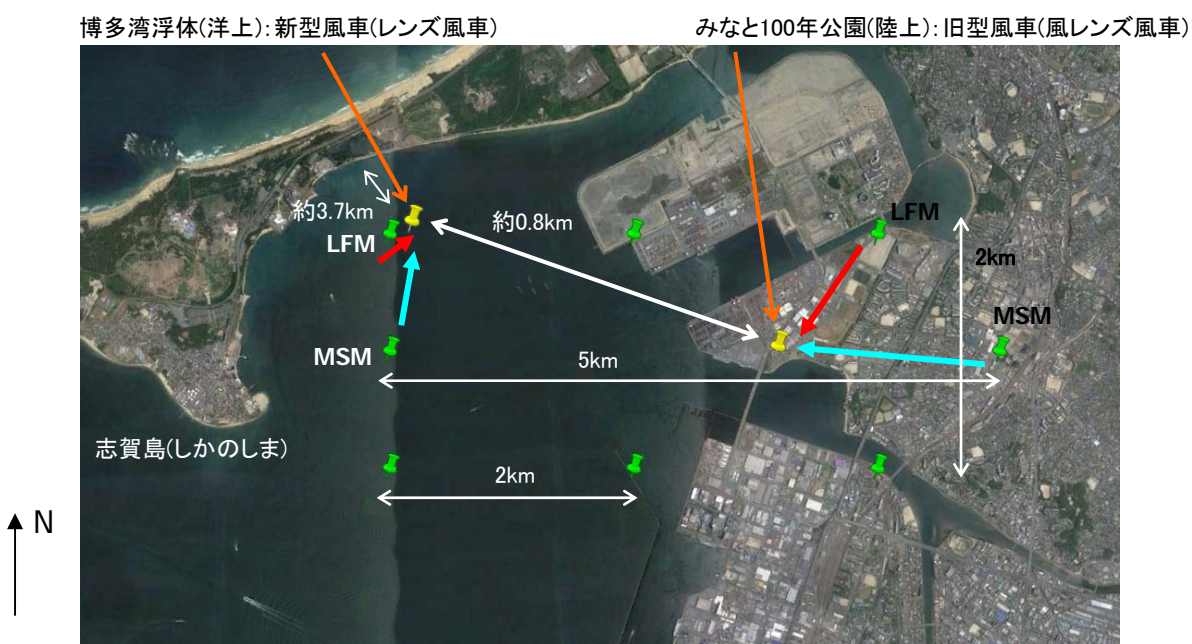 博多湾浮体(洋上):新型風車(レンズ風車)
みなと100年公園(陸上):旧型風車(風レンズ風車)
約3.7km
約0.8km
LFM
LFM
2km
MSM
MSM
5km
志賀島(しかのしま)
2km
N